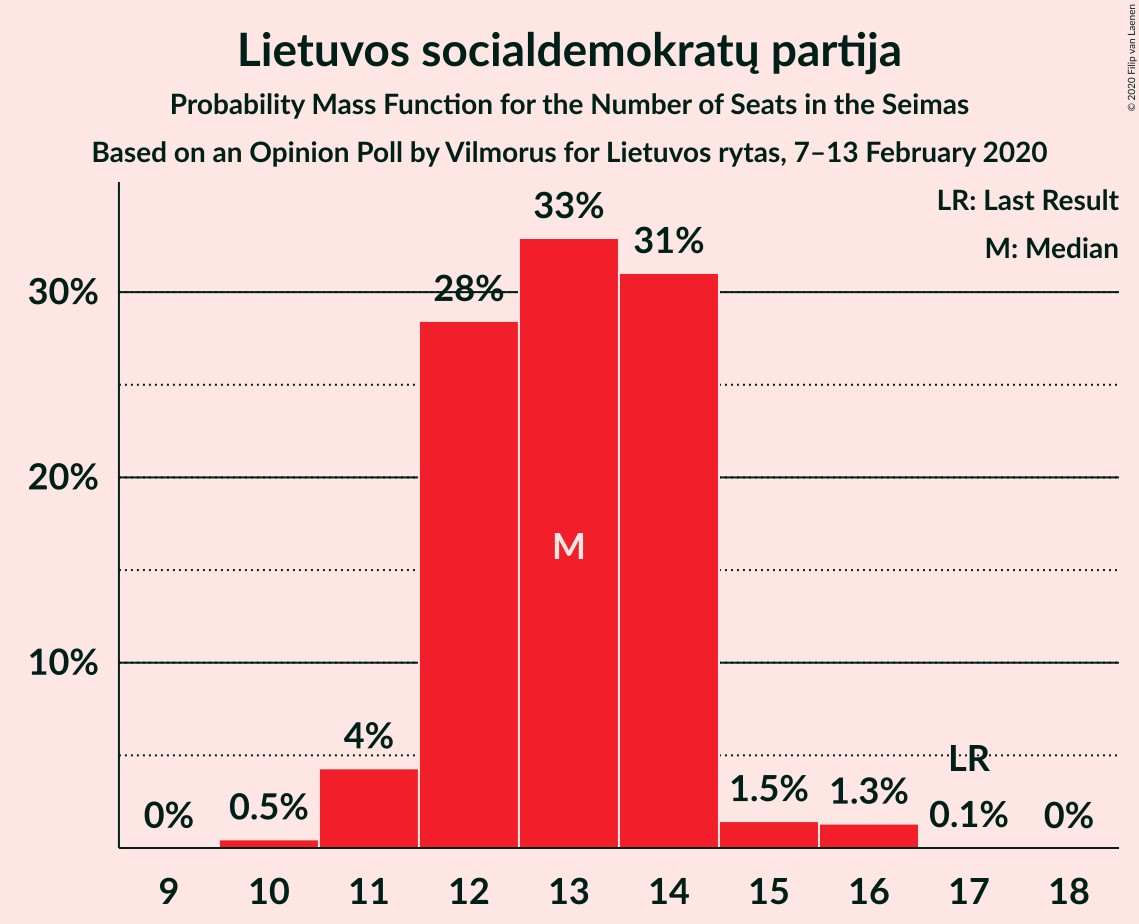 Lietuvos socialdemokratų partija
Probability Mass Function for the Number of Seats in the Seimas
Based on an Opinion Poll by Vilmorus for Lietuvos rytas, 7–13 February 2020
© 2020 Filip van Laenen
LR: Last Result
M: Median
30%
20%
10%
0%
0.5%
4%
28%
33%
31%
1.5%
1.3%
LR
0.1%
0%
M
9 10 11 12 13 14 15 16 17 18